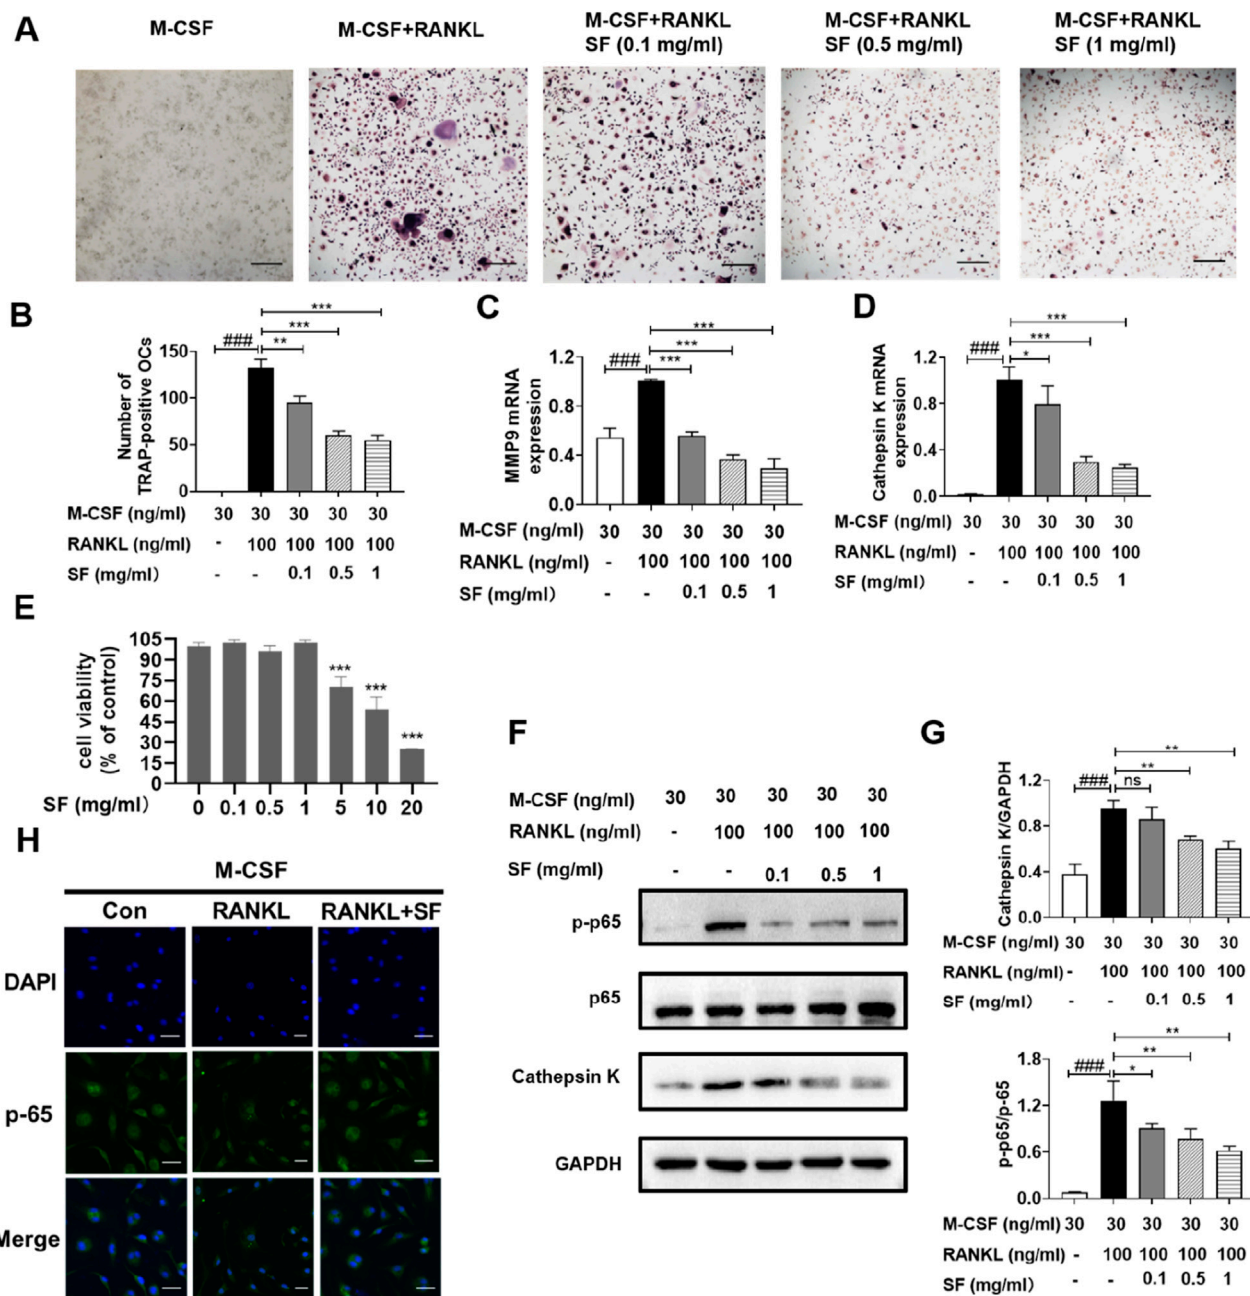 A
M-CSF
M-CSF+RANKL
M-CSF+RANKL
SF (0.1 mg/ml)
M-CSF+RANKL
SF (0.5 mg/ml)
M-CSF+RANKL
SF (1 mg/ml)
B
***
***
### **
Number of
TRAP-positive OCs
150
100
50
0
M-CSF (ng/ml) 30 30 30 30 30
RANKL (ng/ml) - 100 100 100 100
SF (mg/ml) - - 0.1 0.5 1
C
***
***
### ***
MMP9 mRNA
expression
1.2
0.8
0.4
0.0
M-CSF (ng/ml) 30 30 30 30 30
RANKL (ng/ml) - 100 100 100 100
SF (mg/ml) - - 0.1 0.5 1
D
***
***
### *
Cathepsin K mRNA
expression
1.2
0.8
0.4
0.0
M-CSF (ng/ml) 30 30 30 30 30
RANKL (ng/ml) - 100 100 100 100
SF (mg/ml) - - 0.1 0.5 1
E
cell viability
(% of control)
105
90
75
60
45
30
15
0
*** *** ***
SF (mg/ml) 0 0.1 0.5 1 5 10 20
F
M-CSF (ng/ml) 30 30 30 30 30
RANKL (ng/ml) - 100 100 100 100
SF (mg/ml) - - 0.1 0.5 1
p-p65
p65
Cathepsin K
GAPDH
G
**
**
### ns
Cathepsin K/GAPDH
1.2
0.8
0.4
0.0
M-CSF (ng/ml) 30 30 30 30 30
RANKL (ng/ml) - 100 100 100 100
SF (mg/ml) - - 0.1 0.5 1
**
**
### *
p-p65/p-65
1.8
1.2
0.6
0.0
M-CSF (ng/ml) 30 30 30 30 30
RANKL (ng/ml) - 100 100 100 100
SF (mg/ml) - - 0.1 0.5 1
H
M-CSF
Con RANKL RANKL+SF
DAPI
p-65
Merge